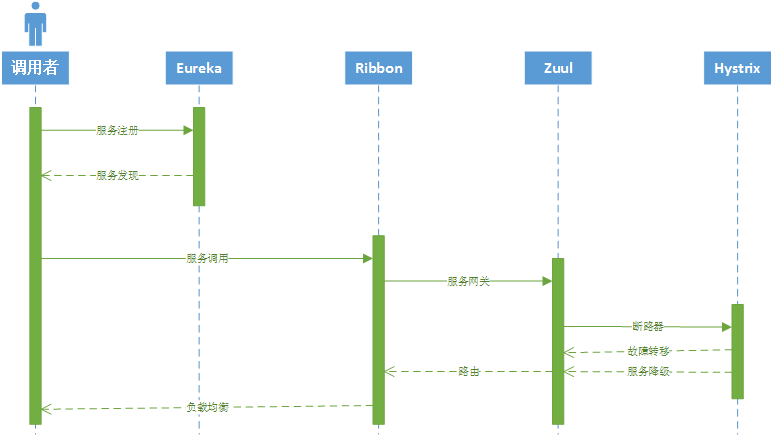 调用者
Eureka
Ribbon
Zuul
Hystrix
服务注册
服务发现
服务调用
服务网关
断路器
故障转移
路由
服务降级
负载均衡